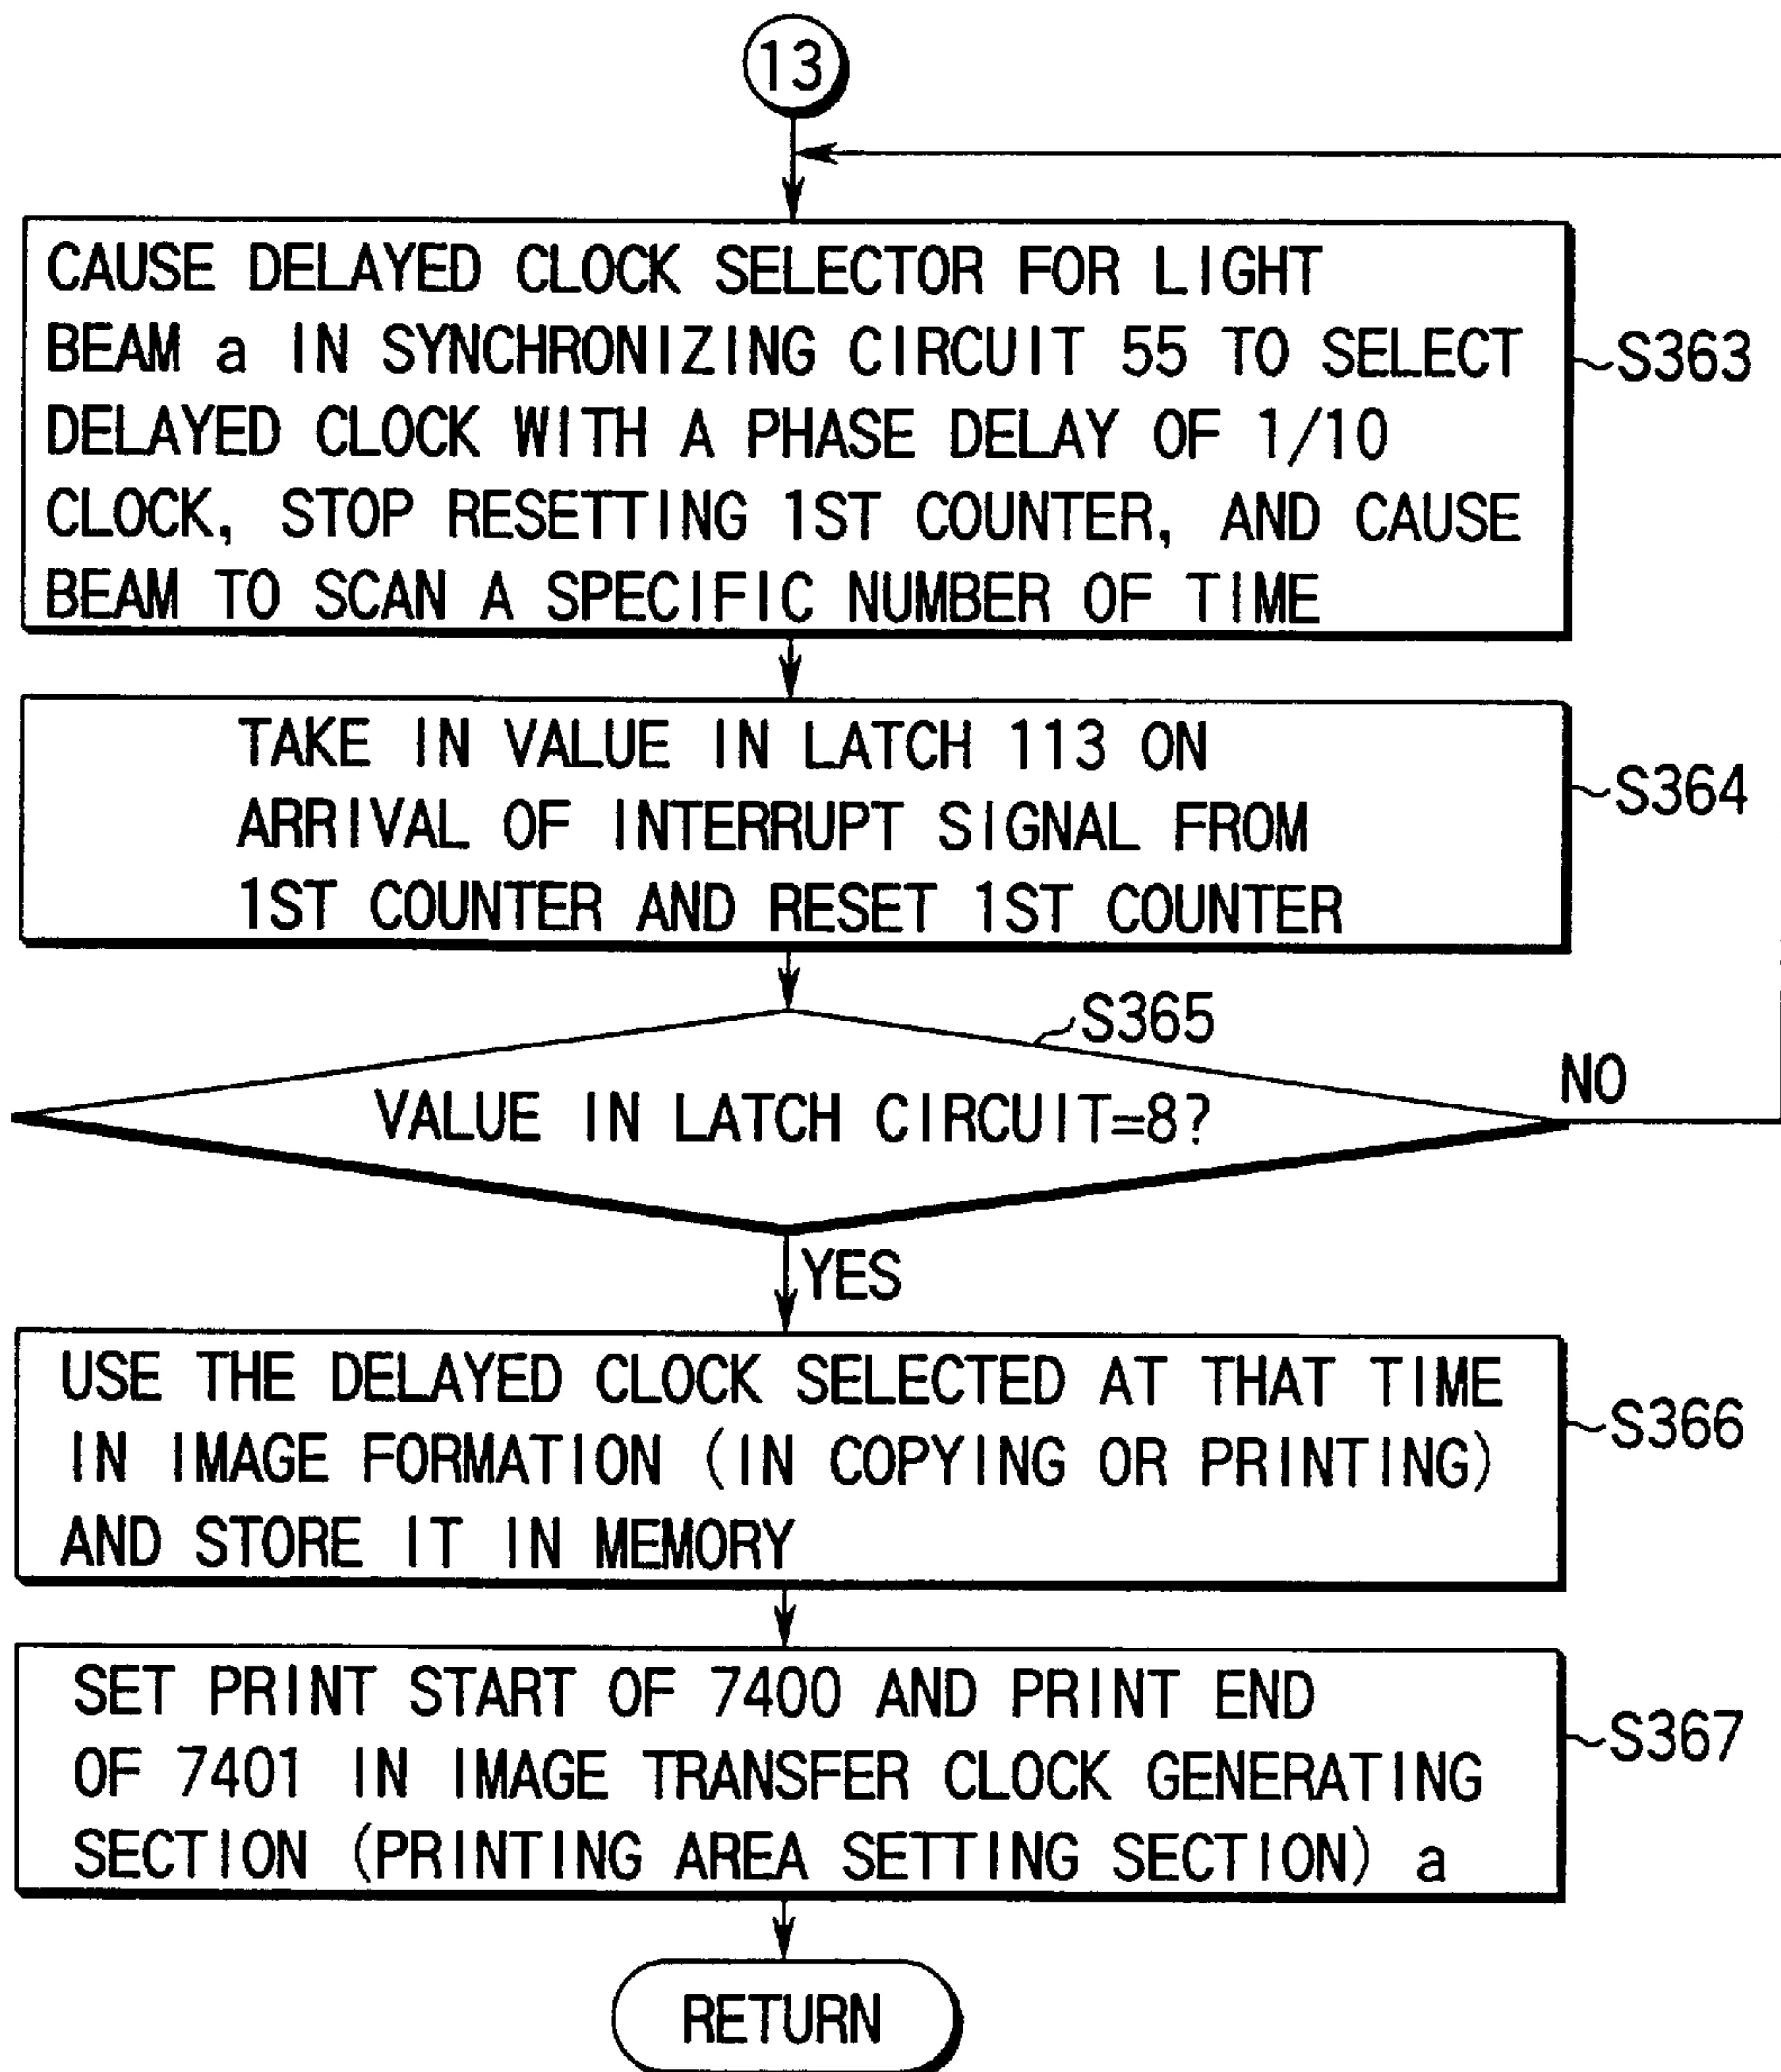 13
CAUSE DELAYED CLOCK SELECTOR FOR LIGHT
BEAM a IN SYNCHRONIZING CIRCUIT 55 TO SELECT
DELAYED CLOCK WITH A PHASE DELAY OF 1/10
CLOCK, STOP RESETTING 1ST COUNTER, AND CAUSE
BEAM TO SCAN A SPECIFIC NUMBER OF TIME
S363
TAKE IN VALUE IN LATCH 113 ON
ARRIVAL OF INTERRUPT SIGNAL FROM
1ST COUNTER AND RESET 1ST COUNTER
S364
S365
VALUE IN LATCH CIRCUIT=8?
NO
YES
USE THE DELAYED CLOCK SELECTED AT THAT TIME
IN IMAGE FORMATION (IN COPYING OR PRINTING)
AND STORE IT IN MEMORY
S366
SET PRINT START OF 7400 AND PRINT END
OF 7401 IN IMAGE TRANSFER CLOCK GENERATING
SECTION (PRINTING AREA SETTING SECTION) a
S367
RETURN